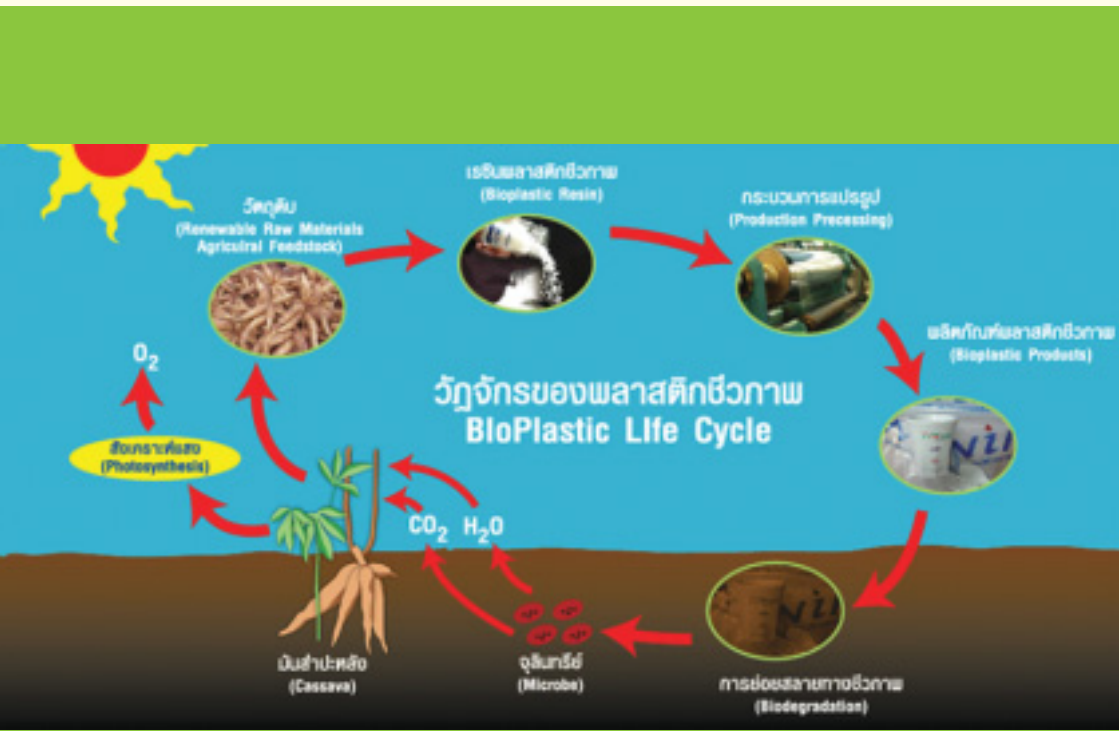 วัตถุดิบ
(Renewable Raw Materials
Agriculral Feedstock)
เรซินพลาสติกชีวภาพ
(Bioplastic Resin)
กระบวนการแปรรูป
(Production Precessing)
ผลิตภัณฑ์พลาสติกชีวภาพ
(Bioplastic Products)
O2
สังเคราะห์แสง
(Photosynthesis)
วัฏจักรของพลาสติกชีวภาพ
BIoPlastic LIfe Cycle
CO2 H2O
มันสำปะหลัง
(Cassava)
จุลินทรีย์
(Microbe)
การย่อยสลายทางชีวภาพ
(Biodegradation)